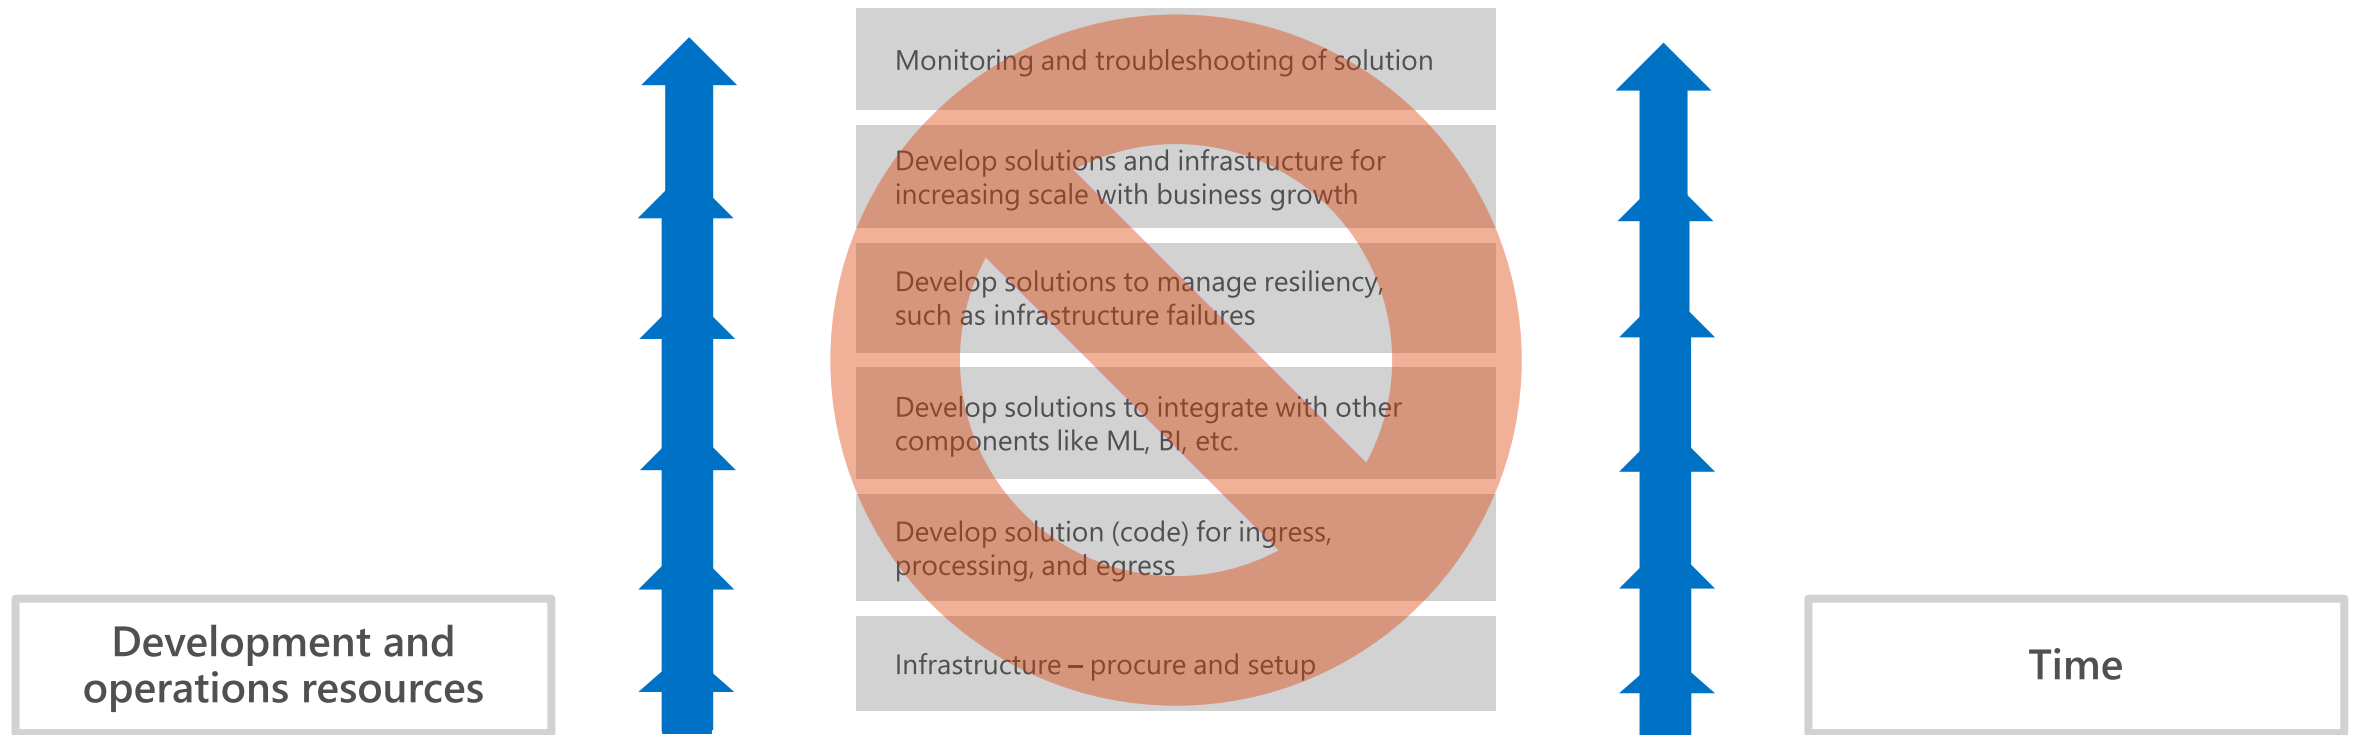 Monitoring and troubleshooting of solution
Develop solutions and infrastructure for
increasing scale with business growth
Develop solutions to manage resiliency,
such as infrastructure failures
Develop solutions to integrate with other
components like ML, BI, etc.
Develop solution (code) for ingress,
processing, and egress
Infrastructure – procure and setup
Development and
operations resources
Time